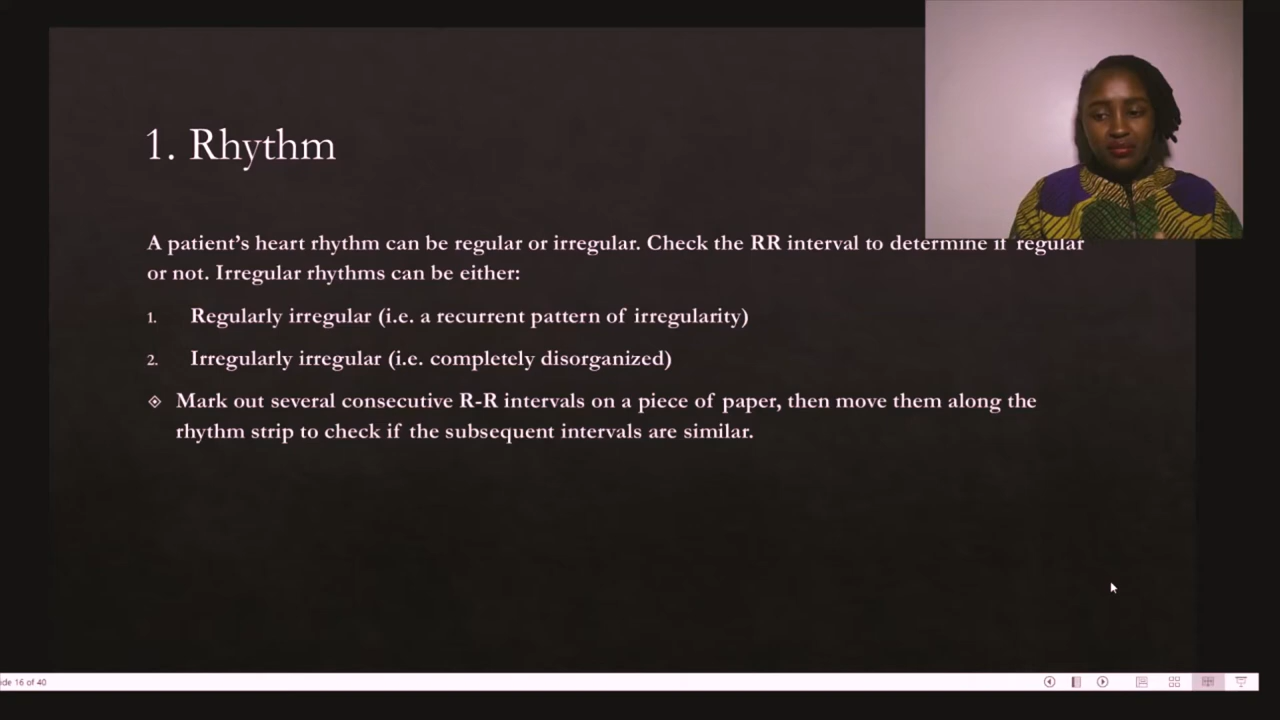 1. Rhythm
A patient's heart rhythm can be regular or irregular. Check the RR interval to determine if regular
or not. Irregular rhythms can be either:
1. Regularly irregular (i.e. a recurrent pattern of irregularity)
2. Irregularly irregular (i.e. completely disorganized)
Mark out several consecutive R-R intervals on a piece of paper, then move them along the
rhythm strip to check if the subsequent intervals are similar.
ide 16 of 40